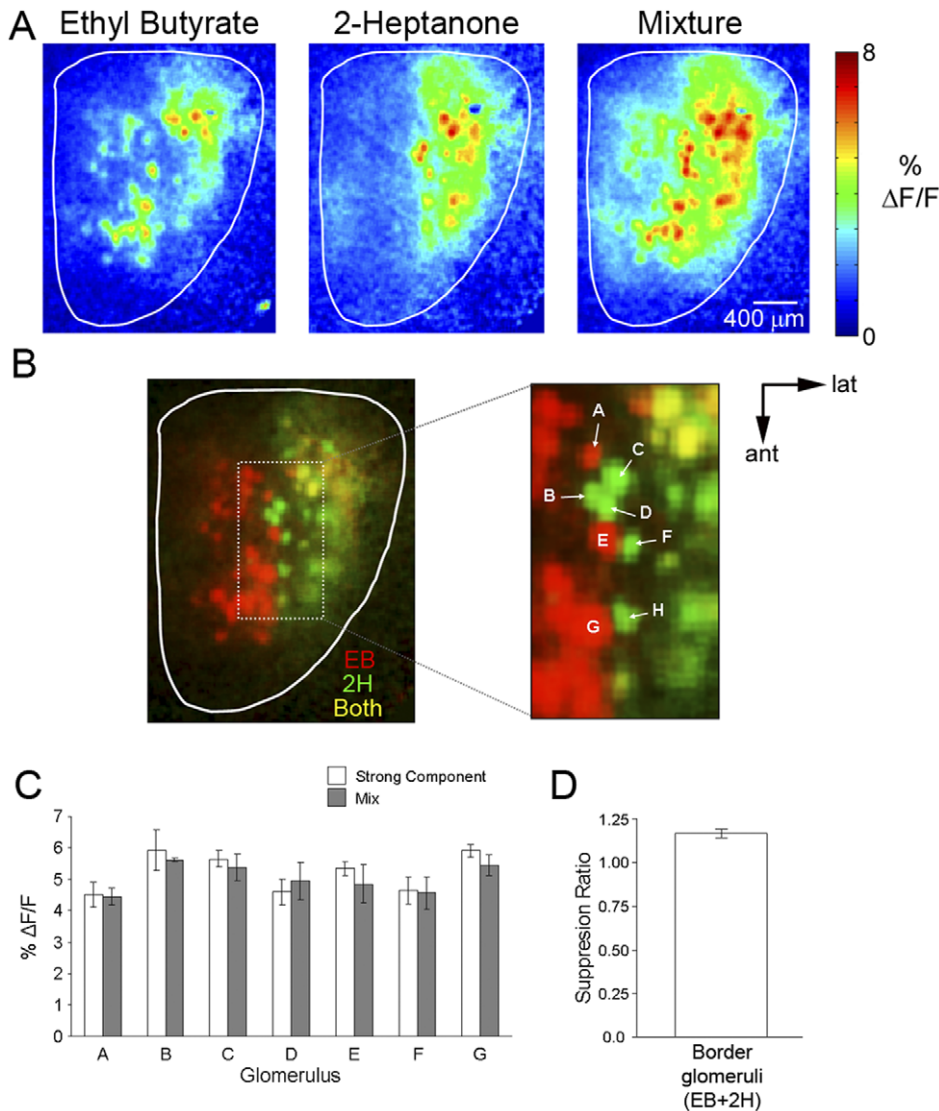 A
Ethyl Butyrate
2-Heptanone
Mixture
8
%
ΔF/F
400 μm
0
B
lat
ant
A
C
B
D
E
F
G
H
EB
2H
Both
C
Strong Component
Mix
7
6
5
4
3
2
1
0
% ΔF/F
A B C D E F G
Glomerulus
D
1.25
1.00
0.75
0.50
0.25
0.0
Suppresion Ratio
Border
glomeruli
(EB+2H)